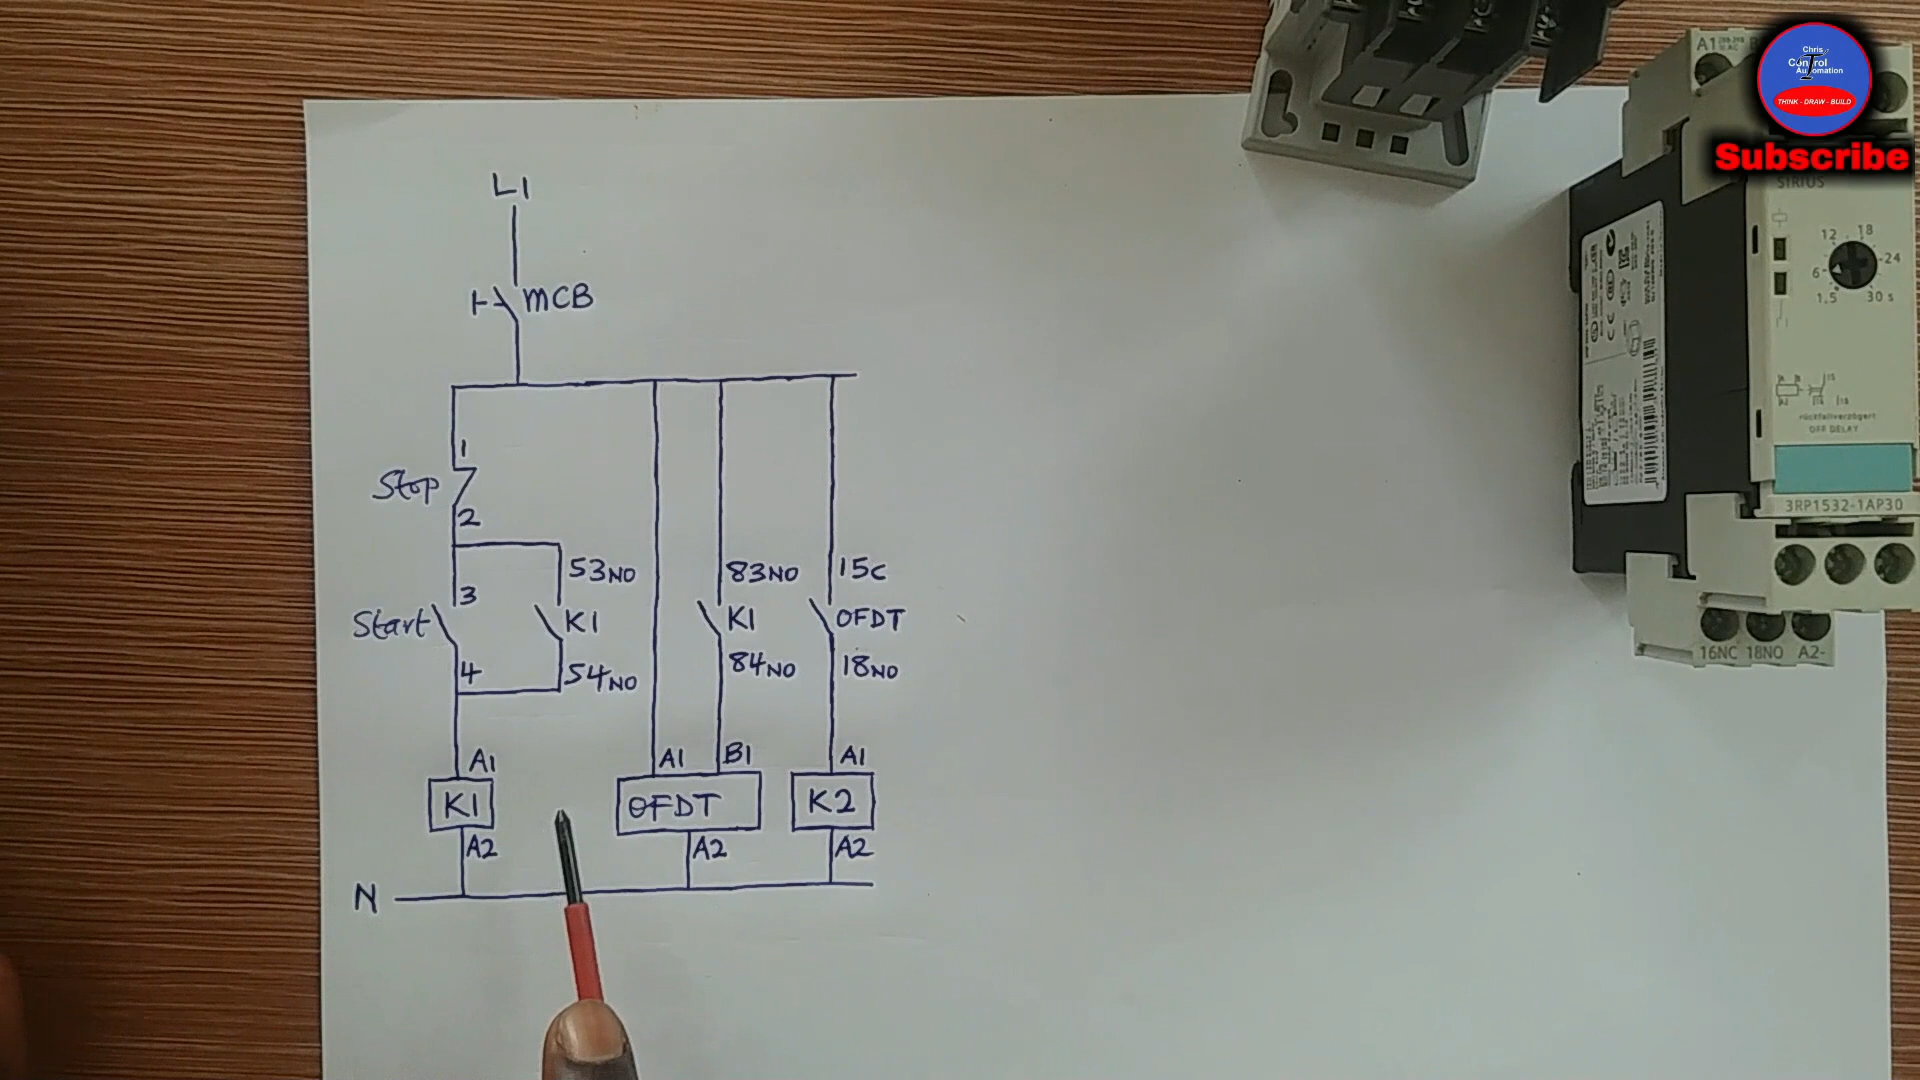 L1
MCB
1
Stop
2
3
Start
4
53NO
K1
54NO
83NO
K1
84NO
15C
OFDT
18NO
A1
K1
A2
A1
B1
OFDT
A2
A1
K2
A2
N
Chris
Control
Automation
THINK - DRAW - BUILD
Subscribe
A1
SIRIUS
12
18
24
6
1,5
30 s
15
rückfallverzögert
OFF DELAY
3RP1532-1AP30
16NC 18NO A2-